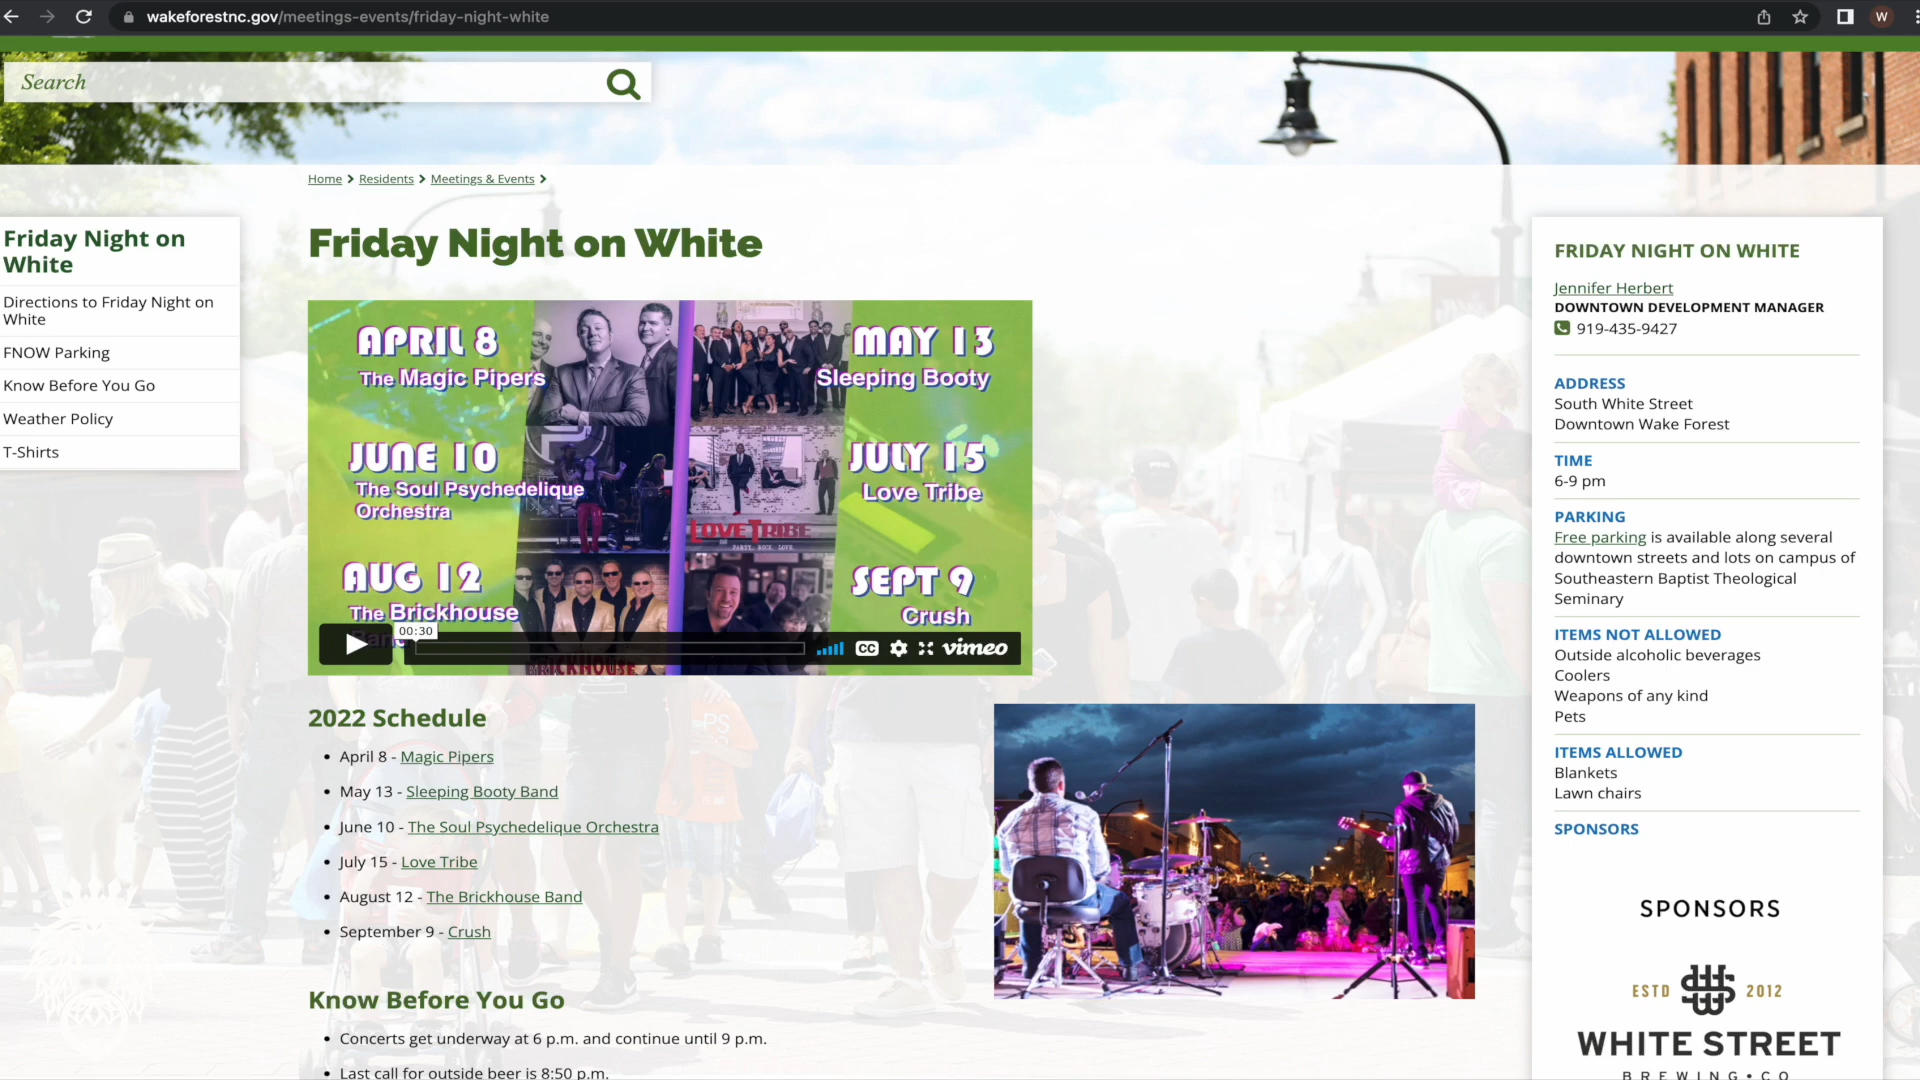 wakeforestnc.gov/meetings-events/friday-night-white
W
Search
Home
Residents
Meetings & Events
Friday Night on
White
Directions to Friday Night on
White
FNOW Parking
Know Before You Go
Weather Policy
T-Shirts
Friday Night on White
APRIL 8
The Magic Pipers
MAY 13
Sleeping Booty
JUNE 10
The Soul Psychedelique
Orchestra
JULY 15
Love Tribe
LOVE TRIBE
PARTY. ROCK. LOVE.
AUG 12
The Brickhouse
Band
SEPT 9
Crush
00:30
CC
vimeo
BRICKHOUSE
2022 Schedule
April 8 - Magic Pipers
May 13 - Sleeping Booty Band
June 10 - The Soul Psychedelique Orchestra
July 15 - Love Tribe
August 12 - The Brickhouse Band
September 9 - Crush
Know Before You Go
Concerts get underway at 6 p.m. and continue until 9 p.m.
Last call for outside beer is 8:50 p.m.
FRIDAY NIGHT ON WHITE
Jennifer Herbert
DOWNTOWN DEVELOPMENT MANAGER
919-435-9427
ADDRESS
South White Street
Downtown Wake Forest
TIME
6-9 pm
PARKING
Free parking is available along several
downtown streets and lots on campus of
Southeastern Baptist Theological
Seminary
ITEMS NOT ALLOWED
Outside alcoholic beverages
Coolers
Weapons of any kind
Pets
ITEMS ALLOWED
Blankets
Lawn chairs
SPONSORS
SPONSORS
ESTD 2012
WHITE STREET
BREWING • CO